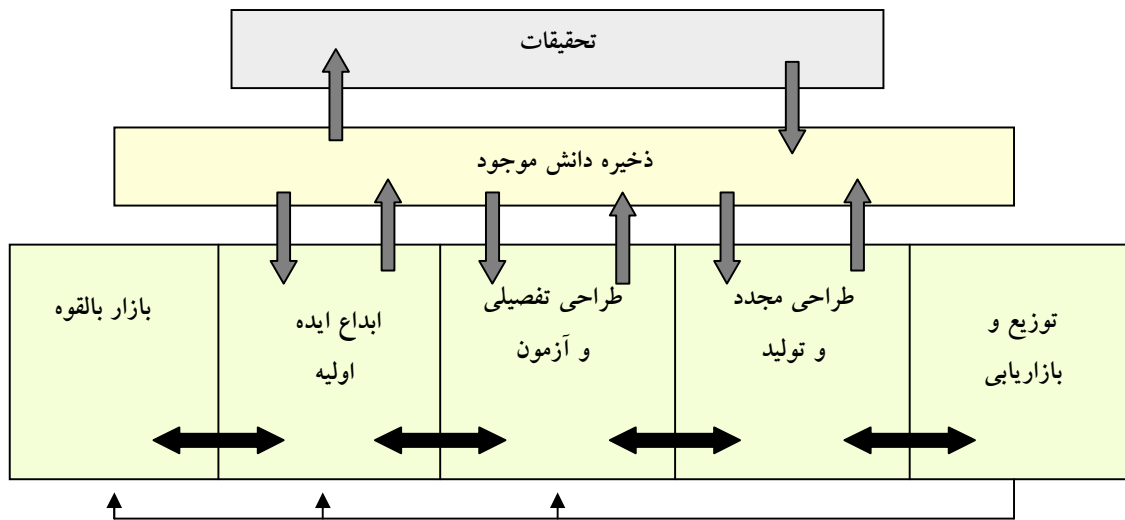 تحقیقات
ذخیره دانش موجود
بازار بالقوه
ابداع ایده
اولیه
طراحی تفصیلی
و آزمون
طراحی مجدد
و تولید
توزیع و
بازاریابی